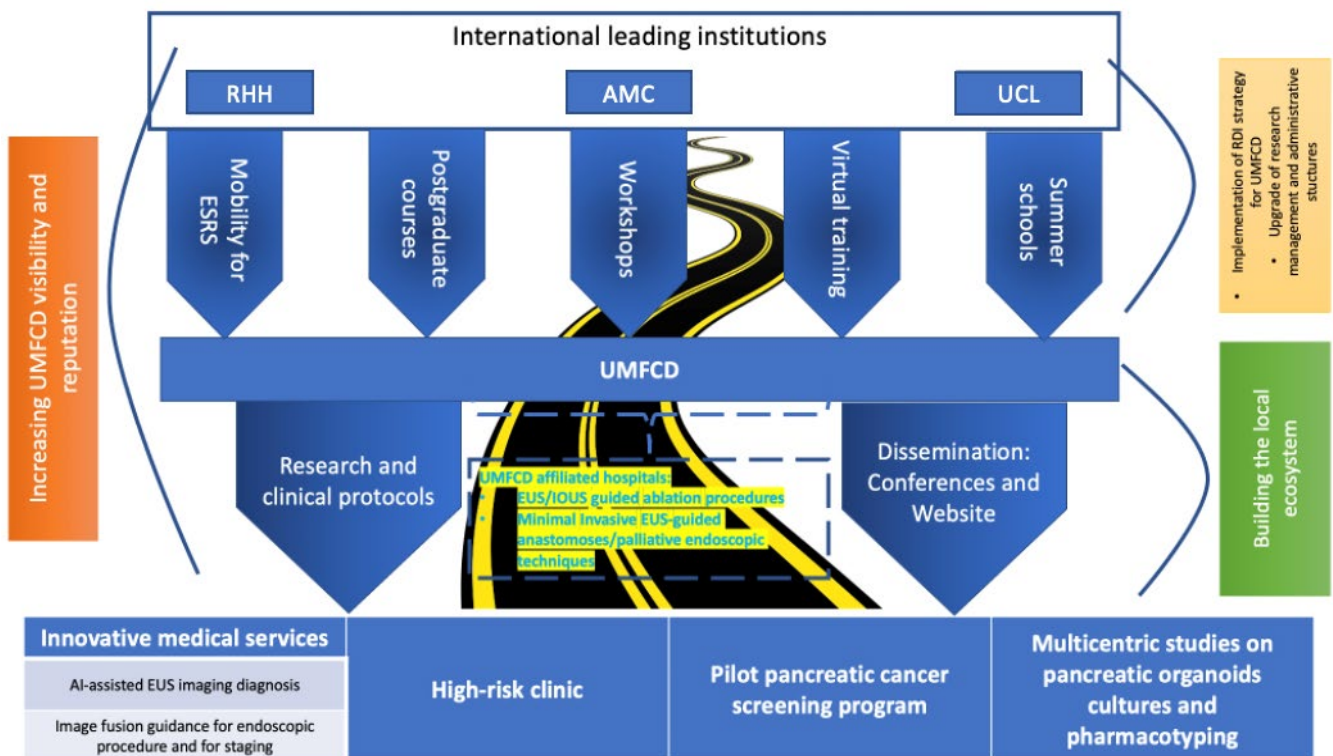 International leading institutions
RHH
AMC
UCL
Mobility for
ESRS
Postgraduate
courses
Workshops
Virtual training
Summer
schools
Increasing UMFCD visibility and
reputation
• Implementation of RDI strategy
for UMFCD
• Upgrade of research
management and administrative
stuctures
UMFCD
Research and
clinical protocols
UMFCD affiliated hospitals:
• EUS/IOUS guided ablation procedures
• Minimal Invasive EUS-guided
anastomoses/palliative endoscopic
techniques
Dissemination:
Conferences and
Website
Building the local
ecosystem
Innovative medical services
AI-assisted EUS imaging diagnosis
Image fusion guidance for endoscopic
procedure and for staging
High-risk clinic
Pilot pancreatic cancer
screening program
Multicentric studies on
pancreatic organoids
cultures and
pharmacotyping